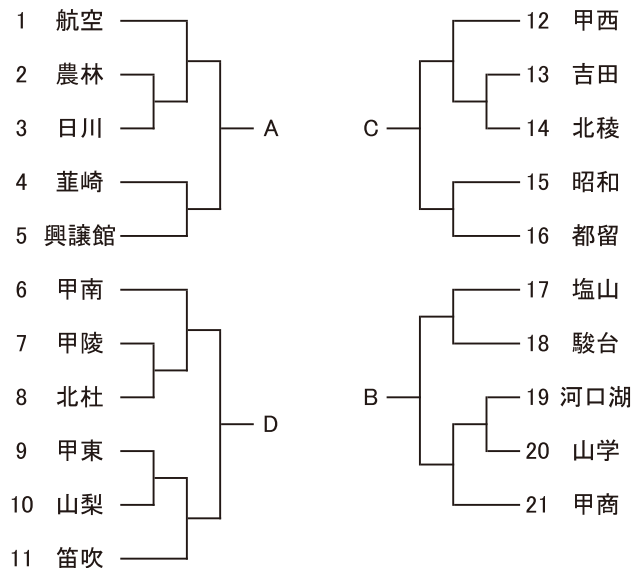 1 航空
2 農林
3 日川
A
4 韮崎
5 興譲館
6 甲南
7 甲陵
8 北杜
D
9 甲東
10 山梨
11 笛吹
12 甲西
13 吉田
C
14 北稜
15 昭和
16 都留
17 塩山
18 駿台
B
19 河口湖
20 山学
21 甲商